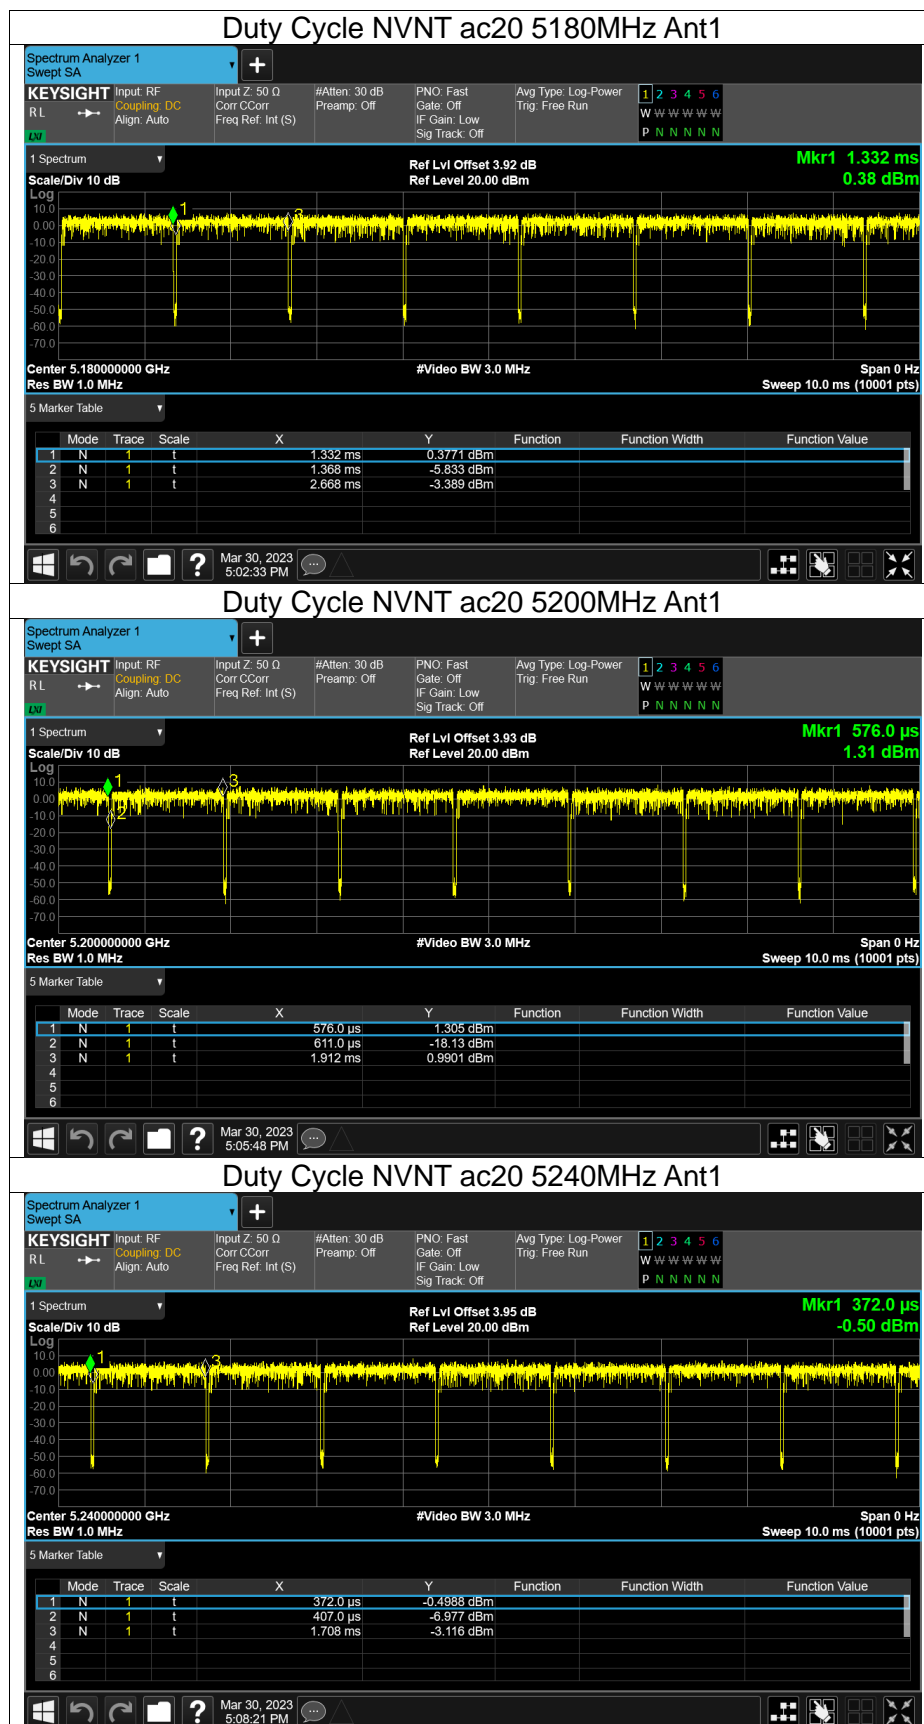 Duty Cycle NVNT ac20 5180MHz Ant1
Spectrum Analyzer 1
Swept SA
KEYSIGHT Input: RF Input Z: 50 Ω #Atten: 30 dB PNO: Fast Avg Type: Log-Power 1 2 3 4 5 6
R L Coupling: DC Corr CCorr Preamp: Off Gate: Off Trig: Free Run W W W W W W
Align: Auto Freq Ref: Int (S) IF Gain: Low
LXI Sig Track: Off P N N N N N
1 Spectrum Ref Lvl Offset 3.92 dB Mkr1 1.332 ms
Scale/Div 10 dB Ref Level 20.00 dBm 0.38 dBm
Log
10.0
0.00
-10.0
-20.0
-30.0
-40.0
-50.0
-60.0
-70.0
1 3
Center 5.180000000 GHz #Video BW 3.0 MHz Span 0 Hz
Res BW 1.0 MHz Sweep 10.0 ms (10001 pts)
5 Marker Table
Mode Trace Scale X Y Function Function Width Function Value
1 N 1 t 1.332 ms 0.3771 dBm
2 N 1 t 1.368 ms -5.833 dBm
3 N 1 t 2.668 ms -3.389 dBm
4
5
6
? Mar 30, 2023
5:02:33 PM
Duty Cycle NVNT ac20 5200MHz Ant1
Spectrum Analyzer 1
Swept SA
KEYSIGHT Input: RF Input Z: 50 Ω #Atten: 30 dB PNO: Fast Avg Type: Log-Power 1 2 3 4 5 6
R L Coupling: DC Corr CCorr Preamp: Off Gate: Off Trig: Free Run W W W W W W
Align: Auto Freq Ref: Int (S) IF Gain: Low
LXI Sig Track: Off P N N N N N
1 Spectrum Ref Lvl Offset 3.93 dB Mkr1 576.0 µs
Scale/Div 10 dB Ref Level 20.00 dBm 1.31 dBm
Log
10.0
0.00
-10.0
-20.0
-30.0
-40.0
-50.0
-60.0
-70.0
1 3
2
Center 5.200000000 GHz #Video BW 3.0 MHz Span 0 Hz
Res BW 1.0 MHz Sweep 10.0 ms (10001 pts)
5 Marker Table
Mode Trace Scale X Y Function Function Width Function Value
1 N 1 t 576.0 µs 1.305 dBm
2 N 1 t 611.0 µs -18.13 dBm
3 N 1 t 1.912 ms 0.9901 dBm
4
5
6
? Mar 30, 2023
5:05:48 PM
Duty Cycle NVNT ac20 5240MHz Ant1
Spectrum Analyzer 1
Swept SA
KEYSIGHT Input: RF Input Z: 50 Ω #Atten: 30 dB PNO: Fast Avg Type: Log-Power 1 2 3 4 5 6
R L Coupling: DC Corr CCorr Preamp: Off Gate: Off Trig: Free Run W W W W W W
Align: Auto Freq Ref: Int (S) IF Gain: Low
LXI Sig Track: Off P N N N N N
1 Spectrum Ref Lvl Offset 3.95 dB Mkr1 372.0 µs
Scale/Div 10 dB Ref Level 20.00 dBm -0.50 dBm
Log
10.0
0.00
-10.0
-20.0
-30.0
-40.0
-50.0
-60.0
-70.0
1 3
Center 5.240000000 GHz #Video BW 3.0 MHz Span 0 Hz
Res BW 1.0 MHz Sweep 10.0 ms (10001 pts)
5 Marker Table
Mode Trace Scale X Y Function Function Width Function Value
1 N 1 t 372.0 µs -0.4988 dBm
2 N 1 t 407.0 µs -6.977 dBm
3 N 1 t 1.708 ms -3.116 dBm
4
5
6
? Mar 30, 2023
5:08:21 PM